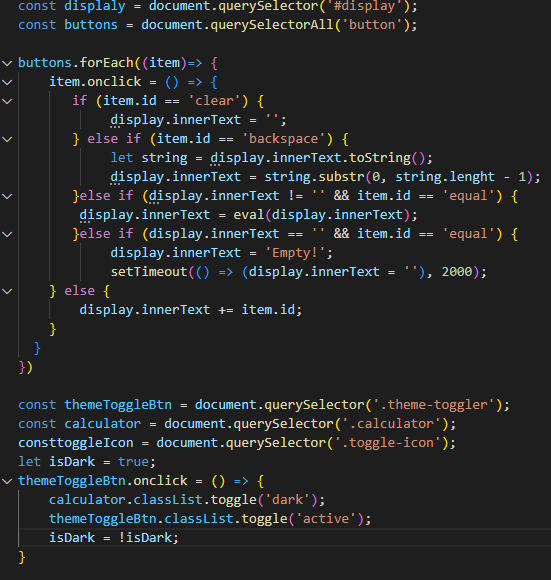 const displaly = document.querySelector('#display');
const buttons = document.querySelectorAll('button');
buttons.forEach((item)=> {
item.onclick = () => {
if (item.id == 'clear') {
display.innerText = '';
} else if (item.id == 'backspace') {
let string = display.innerText.toString();
display.innerText = string.substr(0, string.lenght - 1);
}else if (display.innerText != '' && item.id == 'equal') {
display.innerText = eval(display.innerText);
}else if (display.innerText == '' && item.id == 'equal') {
display.innerText = 'Empty!';
setTimeout(() => (display.innerText = ''), 2000);
} else {
display.innerText += item.id;
}
}
})
const themeToggleBtn = document.querySelector('.theme-toggler');
const calculator = document.querySelector('.calculator');
consttoggleIcon = document.querySelector('.toggle-icon');
let isDark = true;
themeToggleBtn.onclick = () => {
calculator.classList.toggle('dark');
themeToggleBtn.classList.toggle('active');
isDark = !isDark;
}